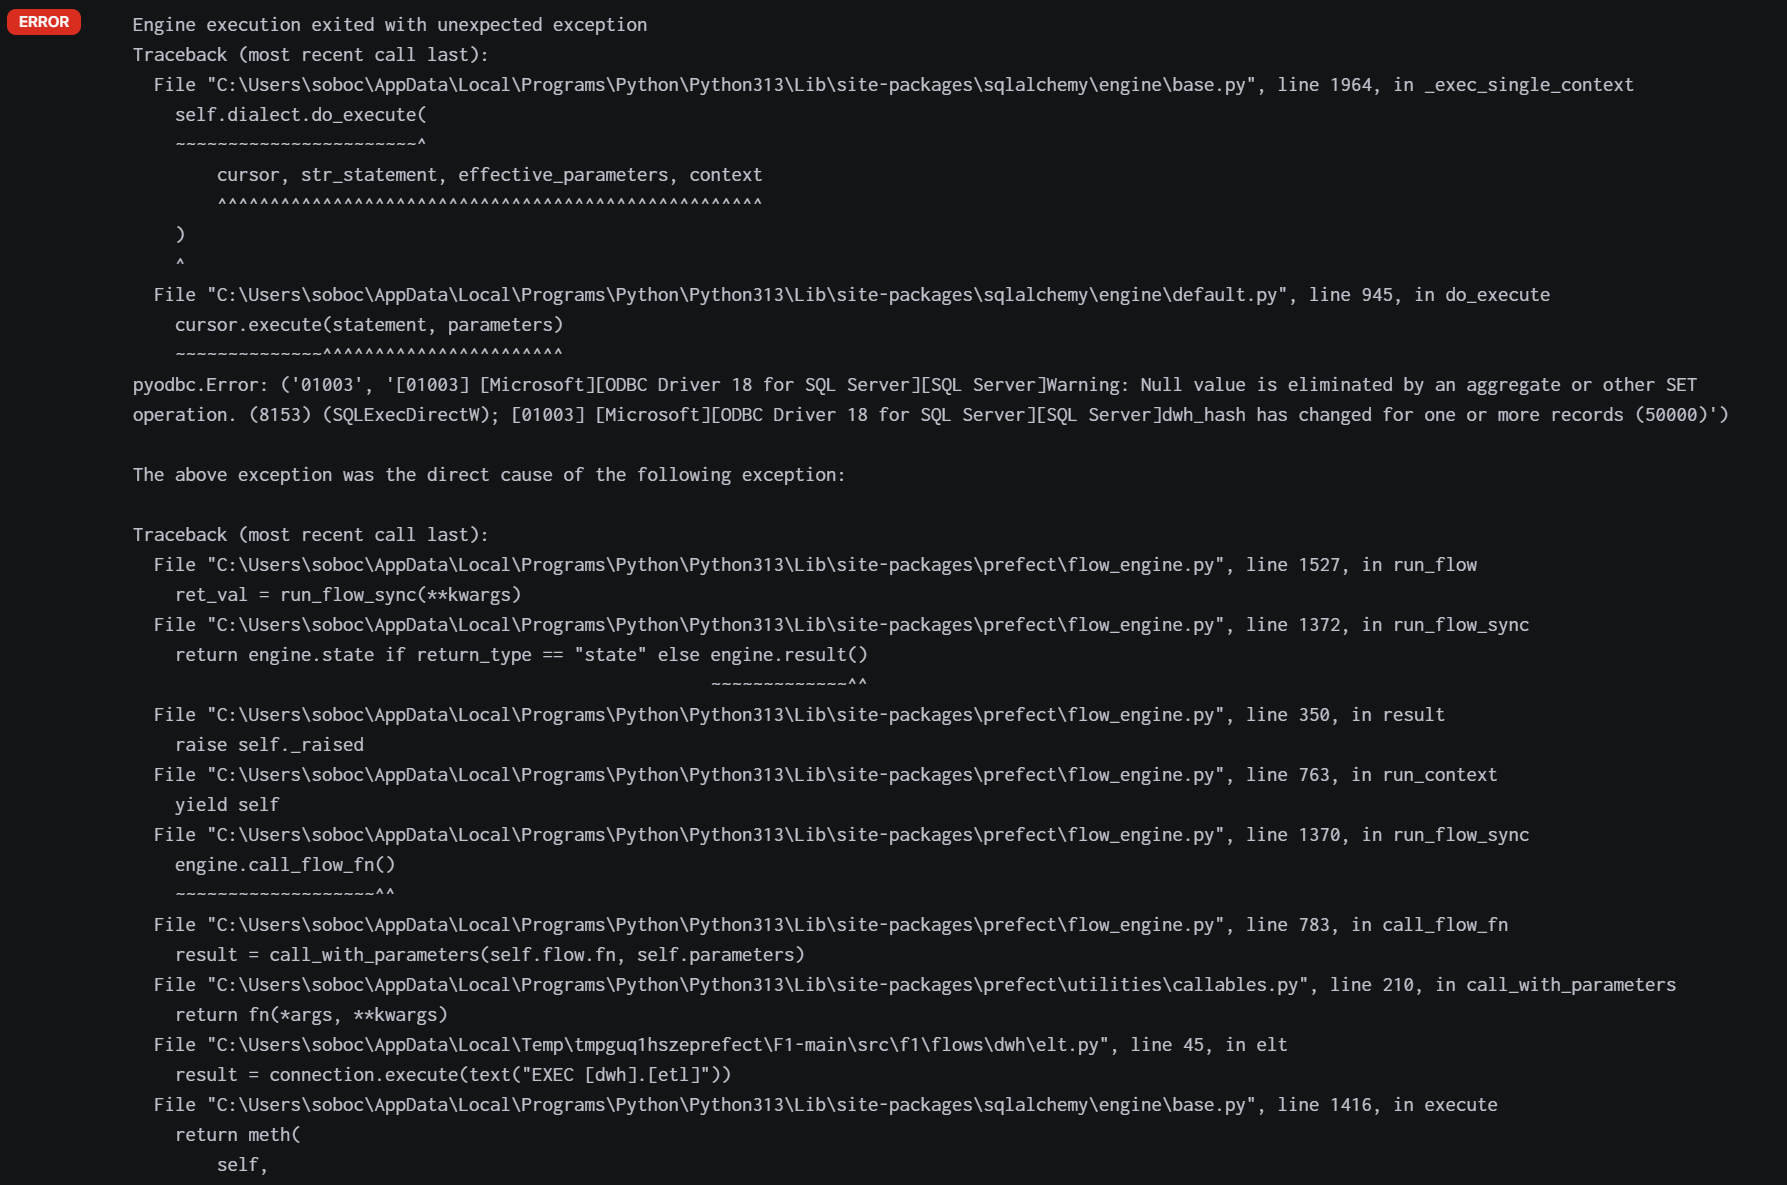 ERROR
Engine execution exited with unexpected exception
Traceback (most recent call last):
  File "C:\Users\soboc\AppData\Local\Programs\Python\Python313\Lib\site-packages\sqlalchemy\engine\base.py", line 1964, in _exec_single_context
    self.dialect.do_execute(
    ~~~~~~~~~~~~~~~~~~~~~~~^
        cursor, str_statement, effective_parameters, context
        ^^^^^^^^^^^^^^^^^^^^^^^^^^^^^^^^^^^^^^^^^^^^^^^^^^^^
    )
    ^
  File "C:\Users\soboc\AppData\Local\Programs\Python\Python313\Lib\site-packages\sqlalchemy\engine\default.py", line 945, in do_execute
    cursor.execute(statement, parameters)
    ~~~~~~~~~~~~~~^^^^^^^^^^^^^^^^^^^^^^^
pyodbc.Error: ('01003', '[01003] [Microsoft][ODBC Driver 18 for SQL Server][SQL Server]Warning: Null value is eliminated by an aggregate or other SET
operation. (8153) (SQLExecDirectW); [01003] [Microsoft][ODBC Driver 18 for SQL Server][SQL Server]dwh_hash has changed for one or more records (50000)')

The above exception was the direct cause of the following exception:

Traceback (most recent call last):
  File "C:\Users\soboc\AppData\Local\Programs\Python\Python313\Lib\site-packages\prefect\flow_engine.py", line 1527, in run_flow
    ret_val = run_flow_sync(**kwargs)
  File "C:\Users\soboc\AppData\Local\Programs\Python\Python313\Lib\site-packages\prefect\flow_engine.py", line 1372, in run_flow_sync
    return engine.state if return_type == "state" else engine.result()
                                                       ~~~~~~~~~~~~~^^
  File "C:\Users\soboc\AppData\Local\Programs\Python\Python313\Lib\site-packages\prefect\flow_engine.py", line 350, in result
    raise self._raised
  File "C:\Users\soboc\AppData\Local\Programs\Python\Python313\Lib\site-packages\prefect\flow_engine.py", line 763, in run_context
    yield self
  File "C:\Users\soboc\AppData\Local\Programs\Python\Python313\Lib\site-packages\prefect\flow_engine.py", line 1370, in run_flow_sync
    engine.call_flow_fn()
    ~~~~~~~~~~~~~~~~~~~^^
  File "C:\Users\soboc\AppData\Local\Programs\Python\Python313\Lib\site-packages\prefect\flow_engine.py", line 783, in call_flow_fn
    result = call_with_parameters(self.flow.fn, self.parameters)
  File "C:\Users\soboc\AppData\Local\Programs\Python\Python313\Lib\site-packages\prefect\utilities\callables.py", line 210, in call_with_parameters
    return fn(*args, **kwargs)
  File "C:\Users\soboc\AppData\Local\Temp\tmpguq1hszeprefect\F1-main\src\f1\flows\dwh\elt.py", line 45, in elt
    result = connection.execute(text("EXEC [dwh].[etl]"))
  File "C:\Users\soboc\AppData\Local\Programs\Python\Python313\Lib\site-packages\sqlalchemy\engine\base.py", line 1416, in execute
    return meth(
        self,